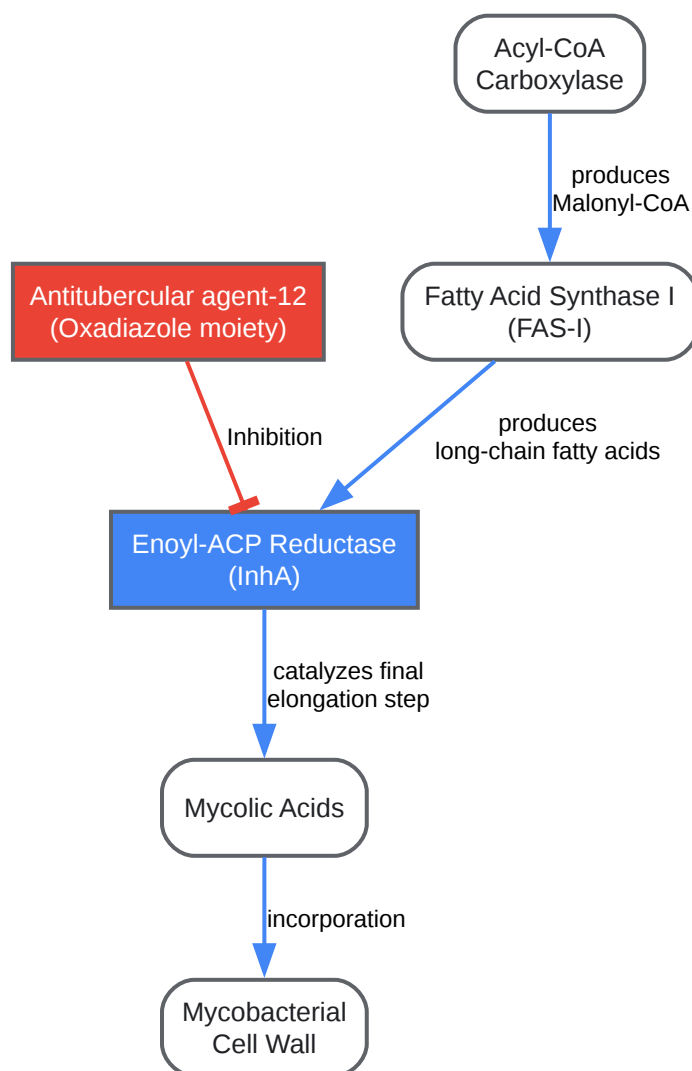 Acyl-CoA
Carboxylase
produces
Malonyl-CoA
Antitubercular agent-12
(Oxadiazole moiety)
Fatty Acid Synthase I
(FAS-I)
Inhibition
produces
long-chain fatty acids
Enoyl-ACP Reductase
(InhA)
catalyzes final
elongation step
Mycolic Acids
incorporation
Mycobacterial
Cell Wall